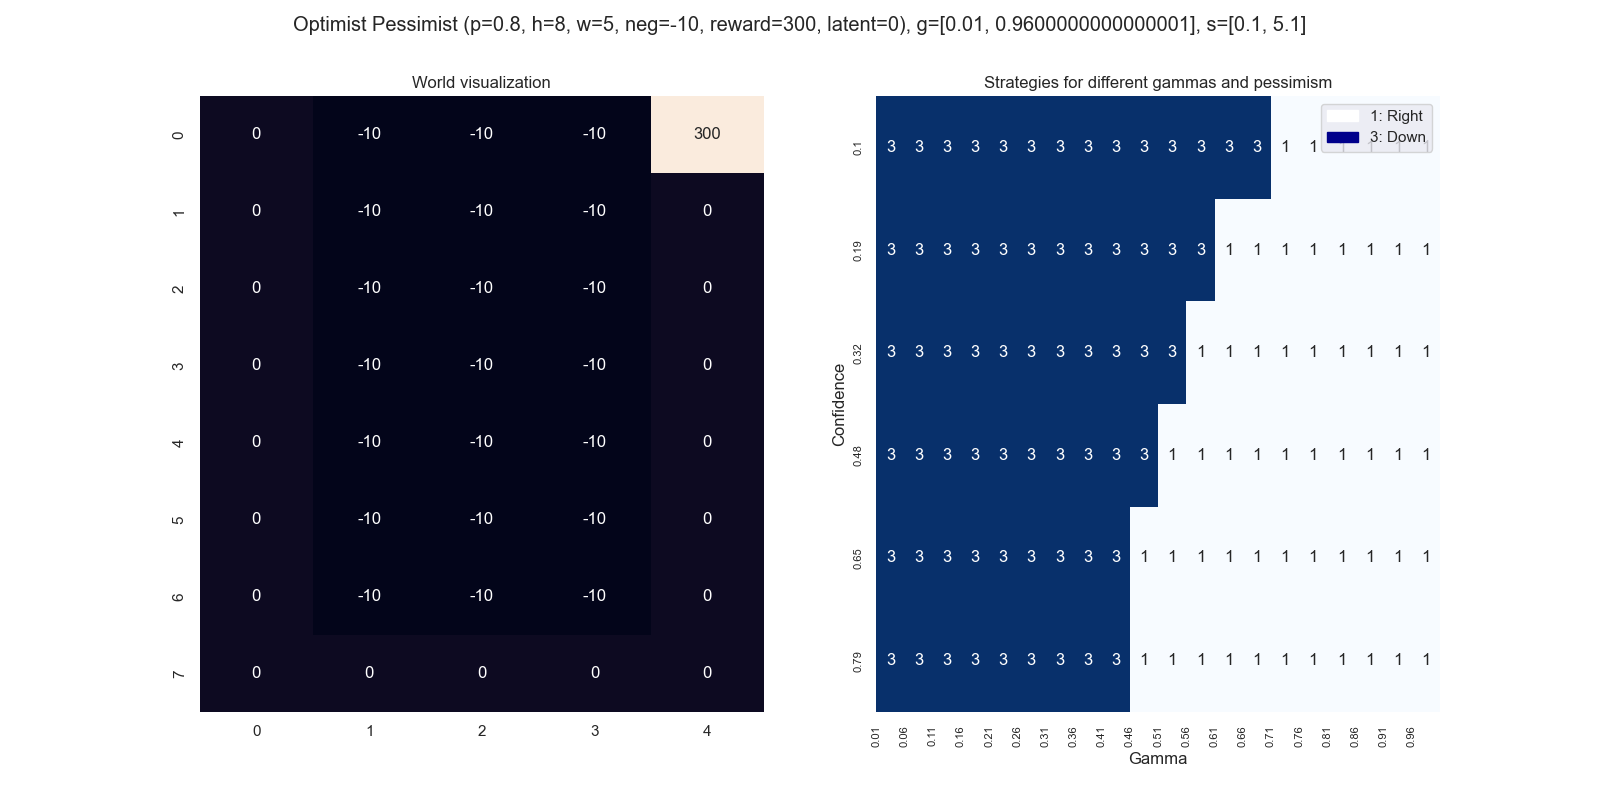 Optimist Pessimist (p=0.8, h=8, w=5, neg=-10, reward=300, latent=0), g=[0.01, 0.9600000000000001], s=[0.1, 5.1]
World visualization
0 0 -10 -10 -10 300
1 0 -10 -10 -10 0
2 0 -10 -10 -10 0
3 0 -10 -10 -10 0
4 0 -10 -10 -10 0
5 0 -10 -10 -10 0
6 0 -10 -10 -10 0
7 0 0 0 0 0
0 1 2 3 4
Strategies for different gammas and pessimism
1: Right
3: Down
Confidence
0.1 3 3 3 3 3 3 3 3 3 3 3 3 3 3 1 1 1 1 1 1
0.19 3 3 3 3 3 3 3 3 3 3 3 3 1 1 1 1 1 1 1 1
0.32 3 3 3 3 3 3 3 3 3 3 3 1 1 1 1 1 1 1 1 1
0.48 3 3 3 3 3 3 3 3 3 3 1 1 1 1 1 1 1 1 1 1
0.65 3 3 3 3 3 3 3 3 3 1 1 1 1 1 1 1 1 1 1 1
0.79 3 3 3 3 3 3 3 3 3 1 1 1 1 1 1 1 1 1 1 1
0.01 0.06 0.11 0.16 0.21 0.26 0.31 0.36 0.41 0.46 0.51 0.56 0.61 0.66 0.71 0.76 0.81 0.86 0.91 0.96
Gamma